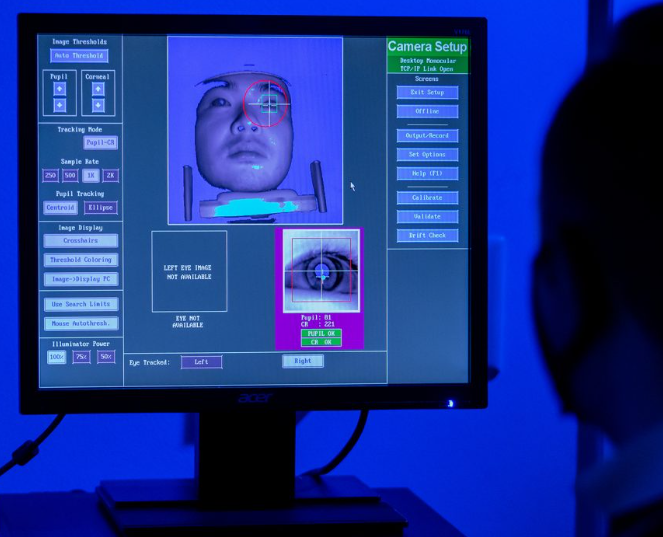 Image Thresholds
Auto Threshold
Pupil
Corneal
Tracking Mode
Pupil-CR
Sample Rate
250 500 1K 2K
Pupil Tracking
Centroid Ellipse
Image Display
Crosshairs
Threshold Coloring
Image->Display PC
Use Search Limits
Mouse Autothresh.
Illuminator Power
100% 75% 50%
LEFT EYE IMAGE
NOT AVAILABLE
EYE NOT
AVAILABLE
Pupil: 81
CR : 221
PUPIL OK
CR OK
Eye Tracked: Left Right
Camera Setup
Desktop Monocular
TCP/IP Link Open
Screens
Exit Setup
Offline
Output/Record
Set Options
Help (F1)
Calibrate
Validate
Drift Check
acer